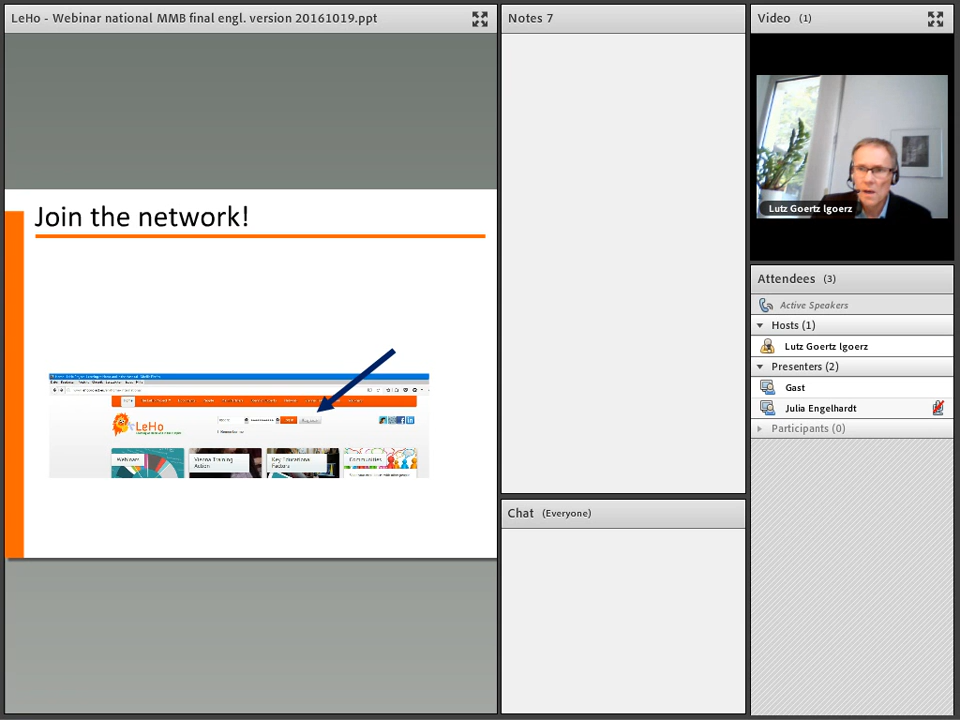 LeHo - Webinar national MMB final engl. version 20161019.ppt
Join the network!
LeHo
Webinars
Vienna Training
Action
Key Educational
Factors
Communities
Notes 7
Chat (Everyone)
Video (1)
Lutz Goertz lgoerz
Attendees (3)
Active Speakers
Hosts (1)
Lutz Goertz lgoerz
Presenters (2)
Gast
Julia Engelhardt
Participants (0)